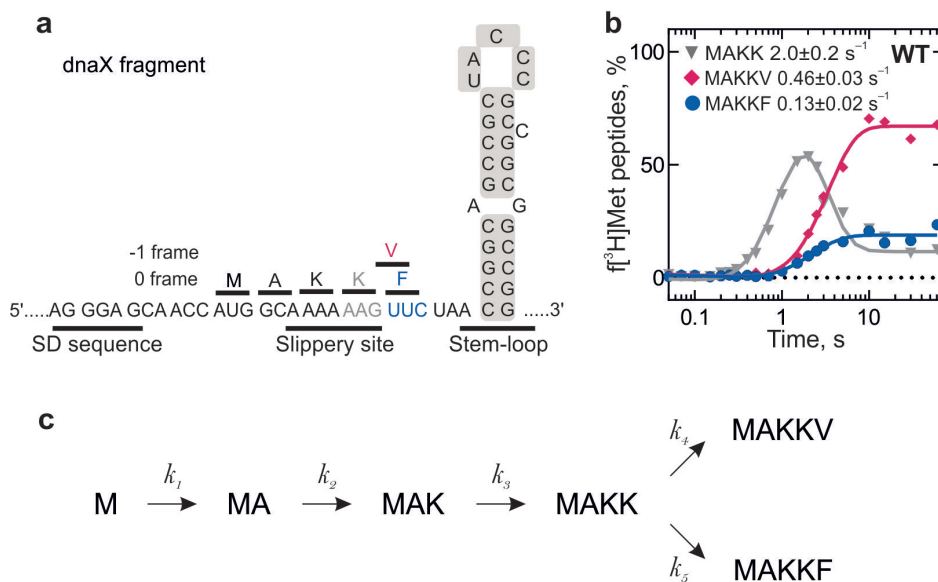 a
dnaX fragment
C
A C
U C
C G
G C
C
C G
C G
G C
A G
-1 frame V
0 frame M A K K F
5'.....AG GGA GCAACC AUG GCA AAA AAG UUC UAA .....3'
SD sequence Slippery site Stem-loop
b
WT
MAKK 2.0±0.2 s⁻¹
MAKKV 0.46±0.03 s⁻¹
MAKKF 0.13±0.02 s⁻¹
f[³H]Met peptides, %
100
50
0
0.1 1 10
Time, s
c
k₁ k₂ k₃ k₄ k₅
M MA MAK MAKK
MAKKV
MAKKF